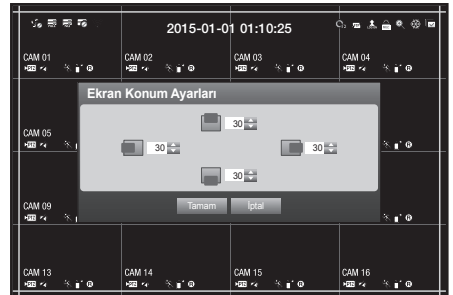 2015-01-01 01:10:25
CAM 01 CAM 02 CAM 03 CAM 04
Ekran Konum Ayarları
30
CAM 05
30 30
30
CAM 09
Tamam İptal
CAM 13 CAM 14 CAM 15 CAM 16